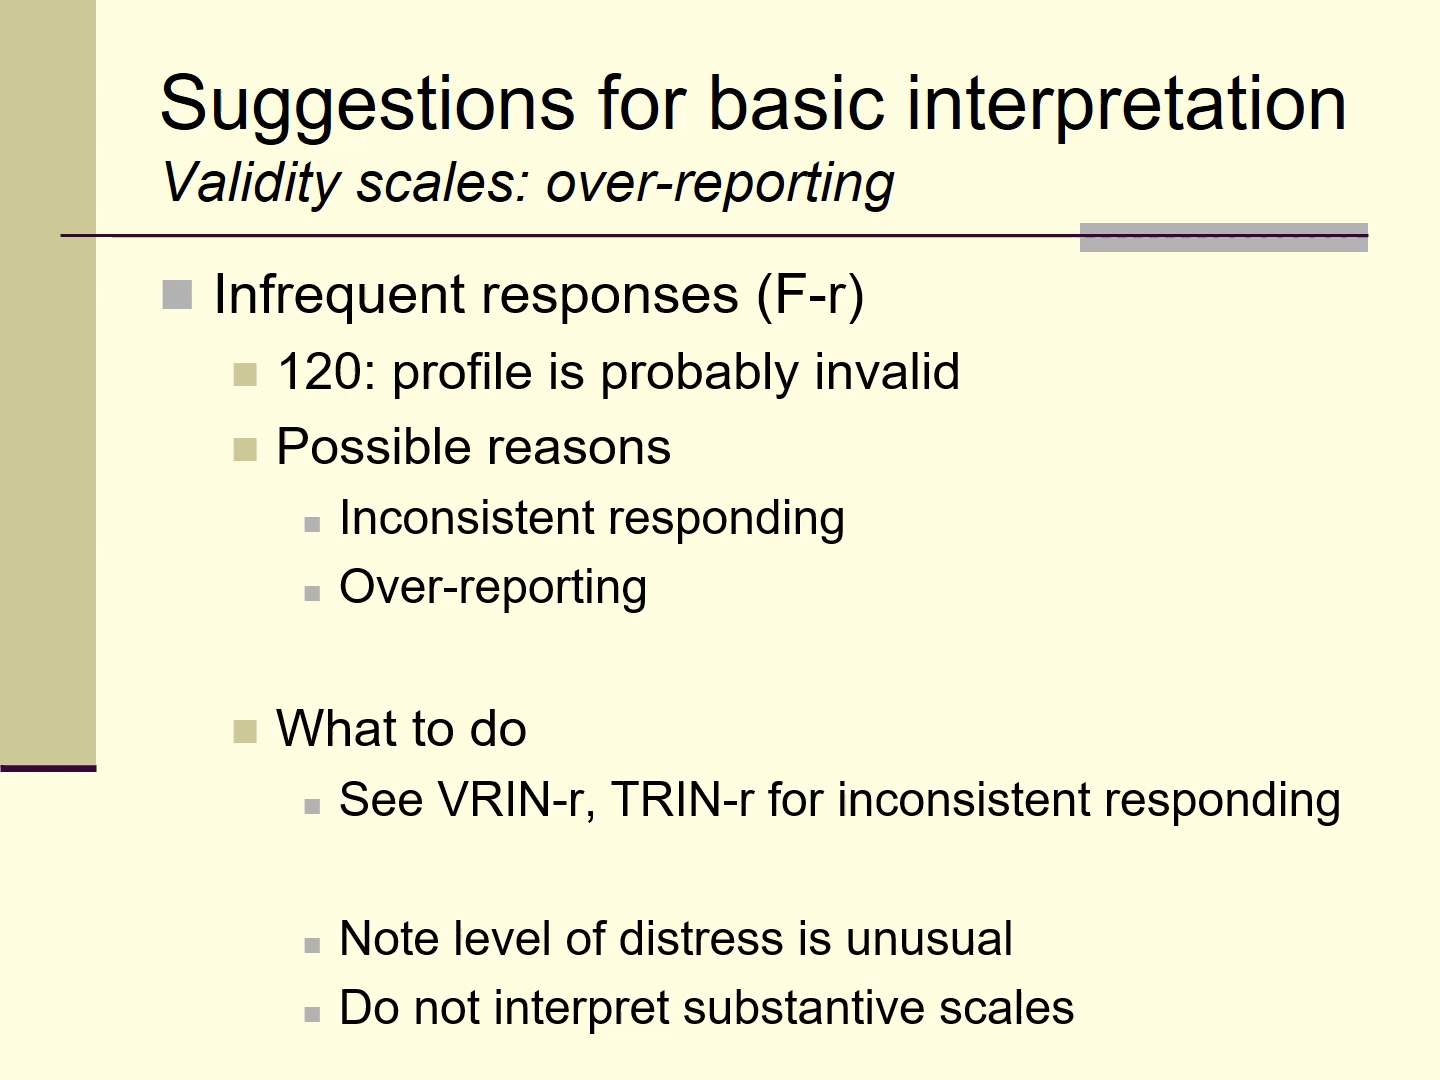 Suggestions for basic interpretation
Validity scales: over-reporting
Infrequent responses (F-r)
120: profile is probably invalid
Possible reasons
Inconsistent responding
Over-reporting
What to do
See VRIN-r, TRIN-r for inconsistent responding
Note level of distress is unusual
Do not interpret substantive scales